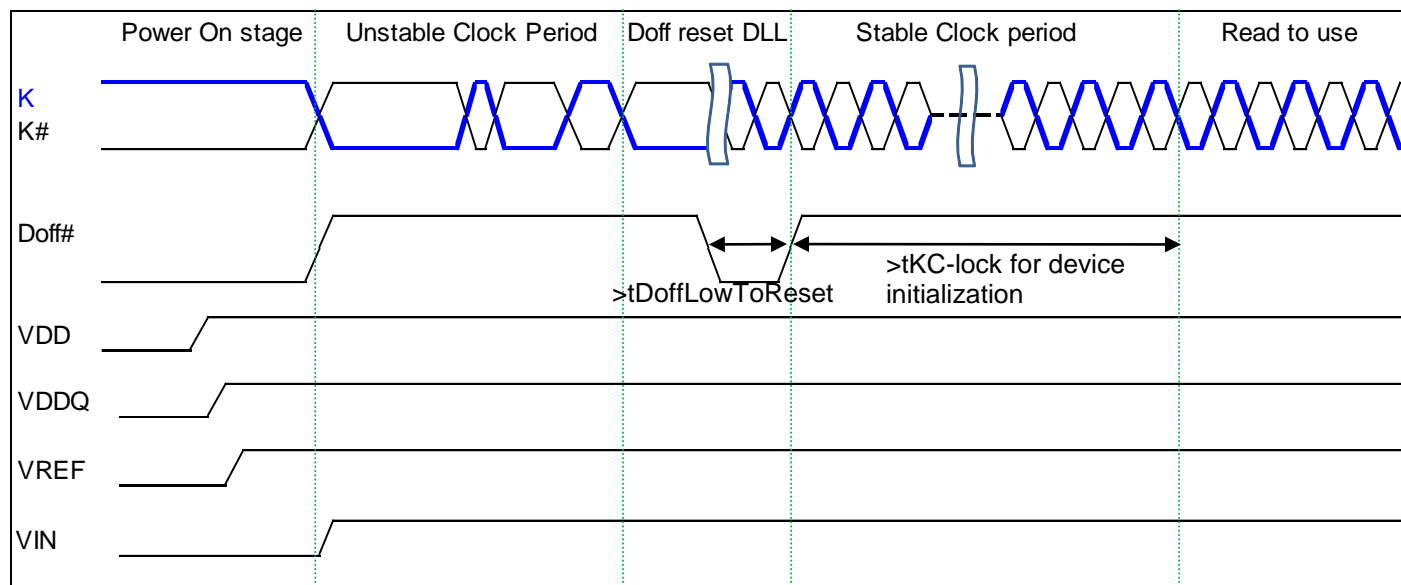 Power On stage
Unstable Clock Period
Doff reset DLL
Stable Clock period
Read to use
K
K#
Doff#
>tDoffLowToReset
>tKC-lock for device
initialization
VDD
VDDQ
VREF
VIN